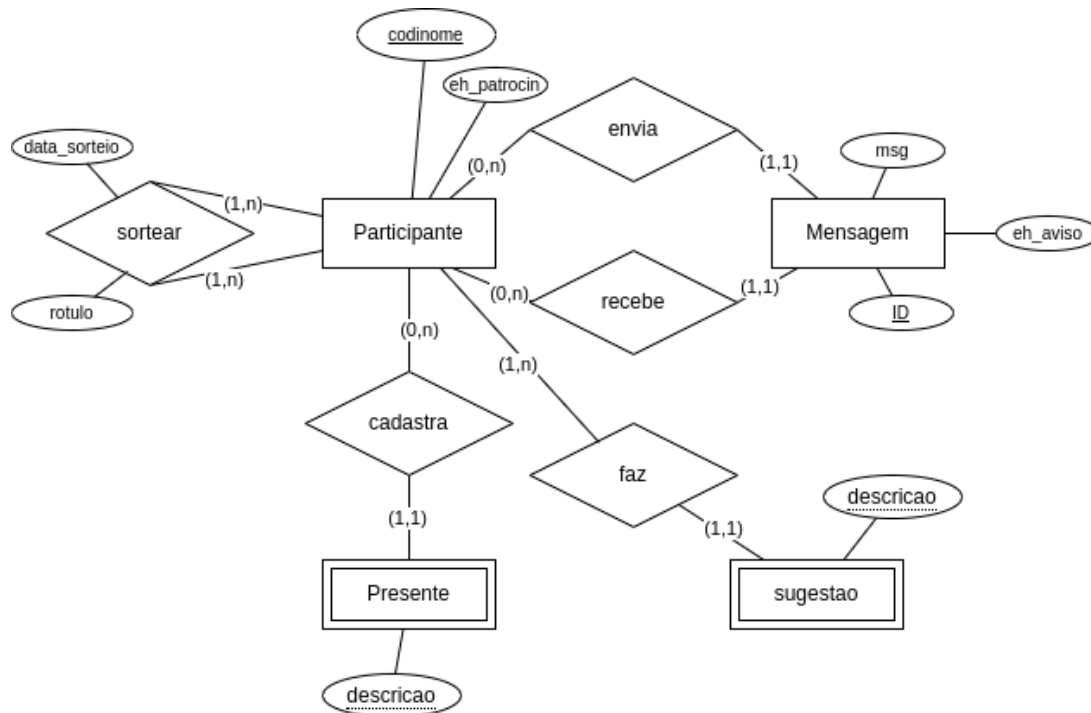 codinome
eh_patrocin
data_sorteio
envia
msg
(0,n)
(1,1)
(1,n)
sortear
Participante
Mensagem
eh_aviso
(1,n)
(0,n)
recebe
(1,1)
rotulo
ID
(0,n)
(1,n)
cadastra
faz
descricao
(1,1)
(1,1)
Presente
sugestao
descricao